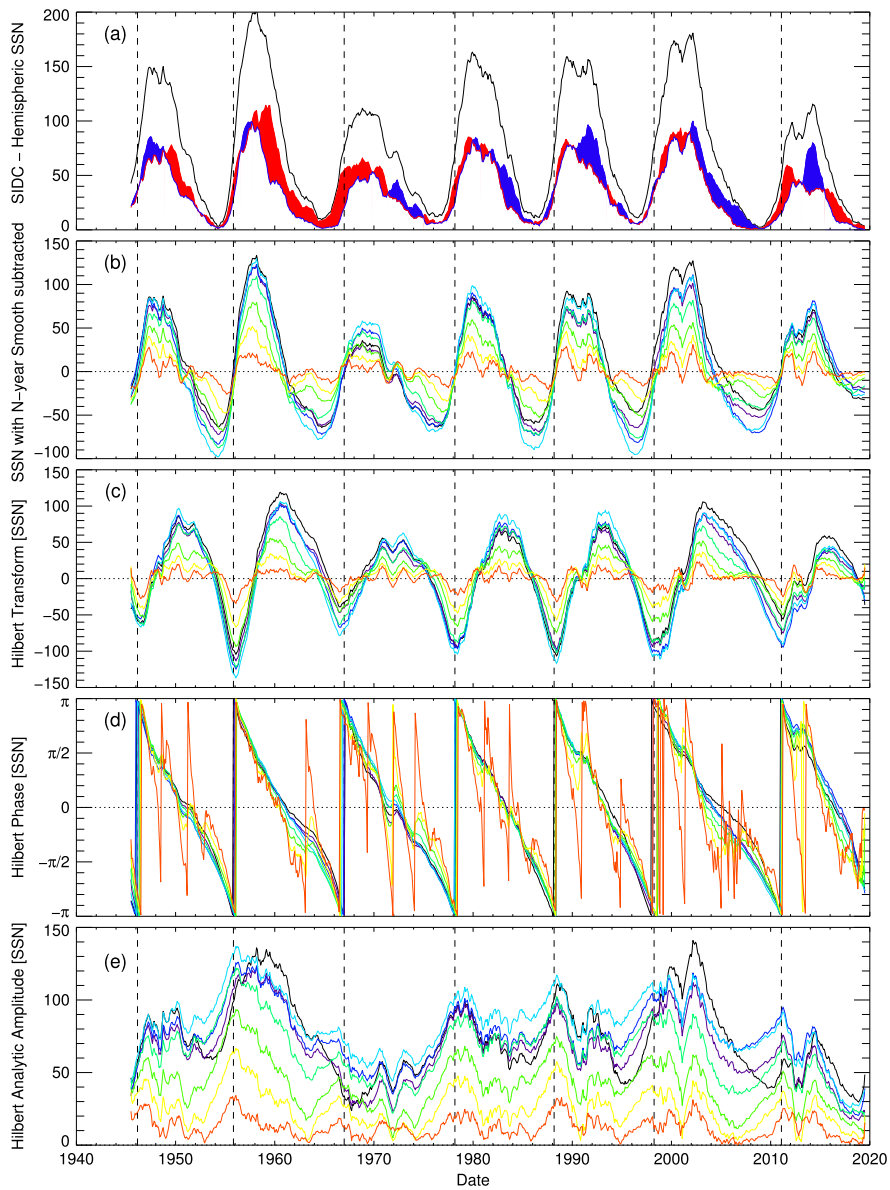 (a)
SIDC – Hemispheric SSN
200
150
100
50
0
(b)
SSN with N–year Smooth subtracted
150
100
50
0
−50
−100
(c)
Hilbert Transform [SSN]
150
100
50
0
−50
−100
−150
(d)
Hilbert Phase [SSN]
π
π/2
0
−π/2
−π
(e)
Hilbert Analytic Amplitude [SSN]
150
100
50
0
1940 1950 1960 1970 1980 1990 2000 2010 2020
Date